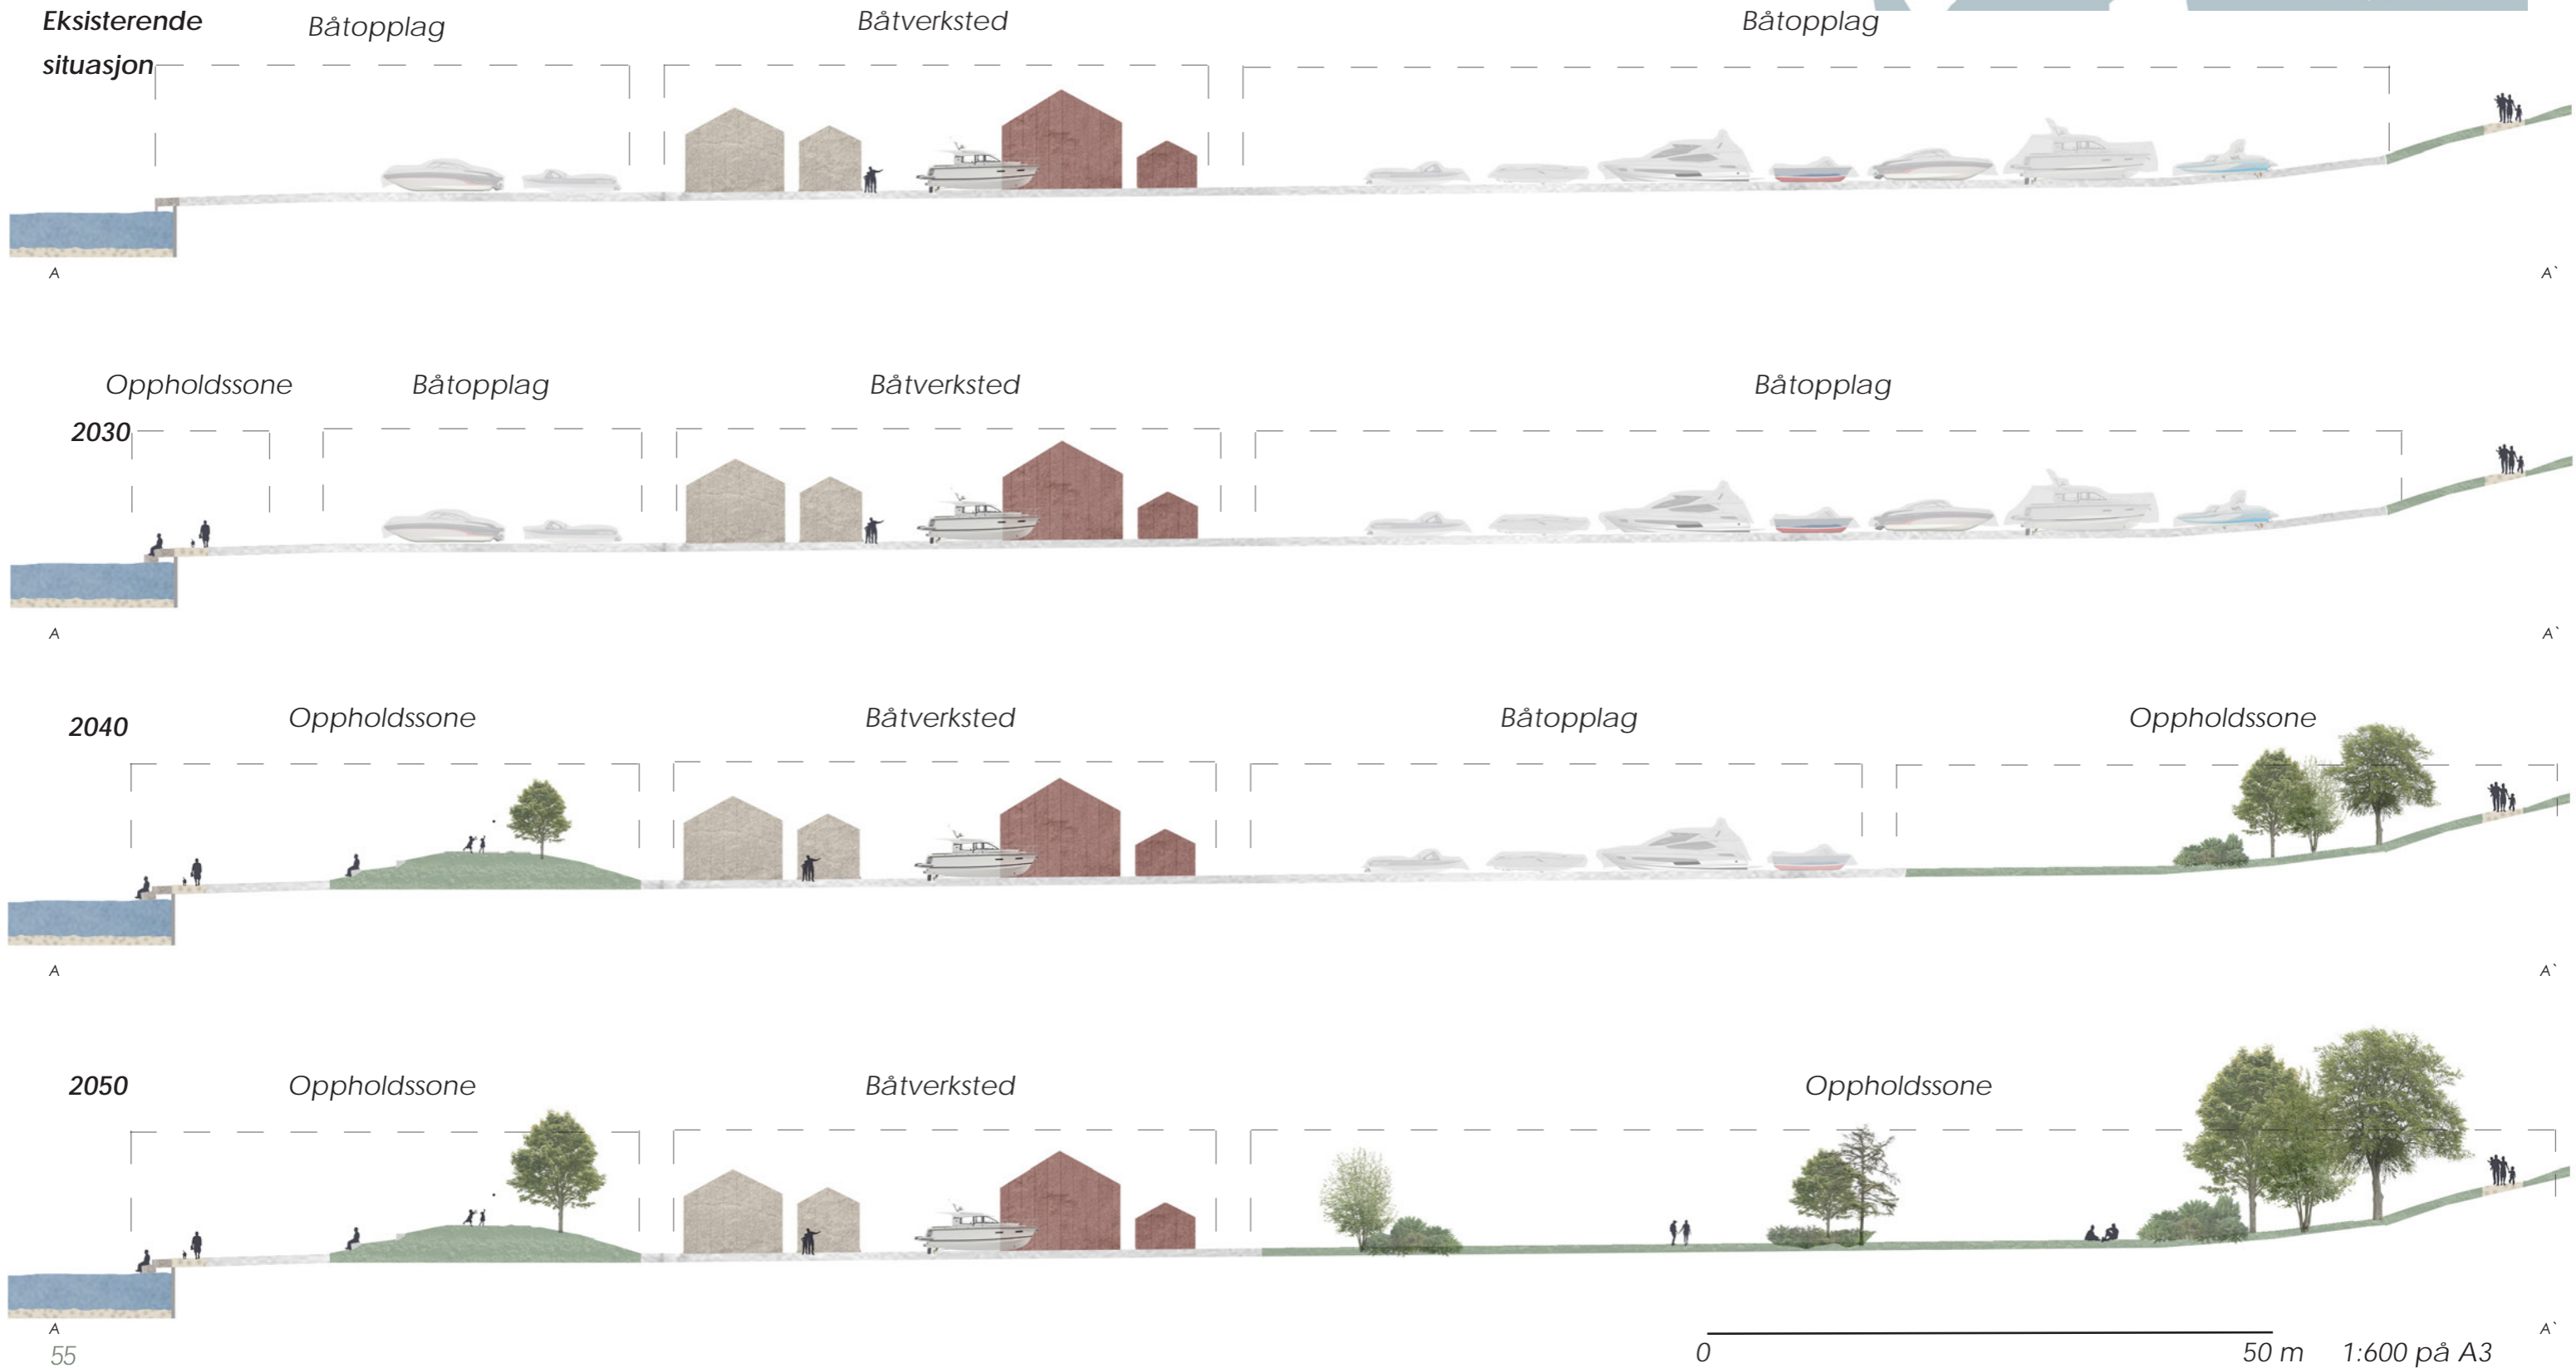 Eksisterende
situasjon
Båtopplag
Båtverksted
Båtopplag
A
A`
Oppholdssone
Båtopplag
Båtverksted
Båtopplag
2030
A
A`
2040
Oppholdssone
Båtverksted
Båtopplag
Oppholdssone
A
A`
2050
Oppholdssone
Båtverksted
Oppholdssone
A
A`
55
0
50 m
1:600 på A3